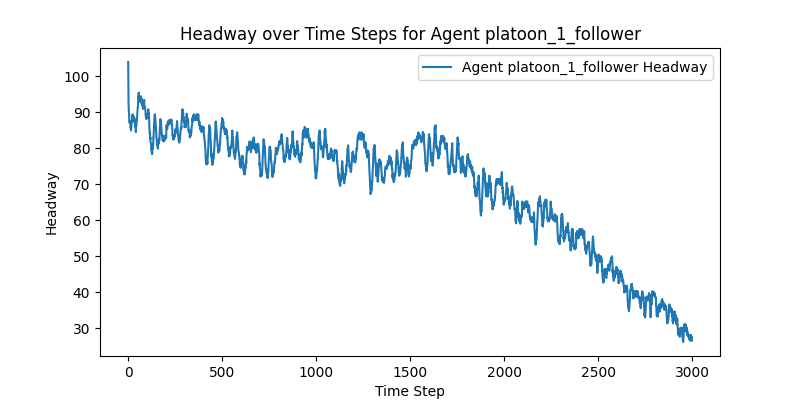 Headway over Time Steps for Agent platoon_1_follower
Agent platoon_1_follower Headway
Headway
100
90
80
70
60
50
40
30
0 500 1000 1500 2000 2500 3000
Time Step